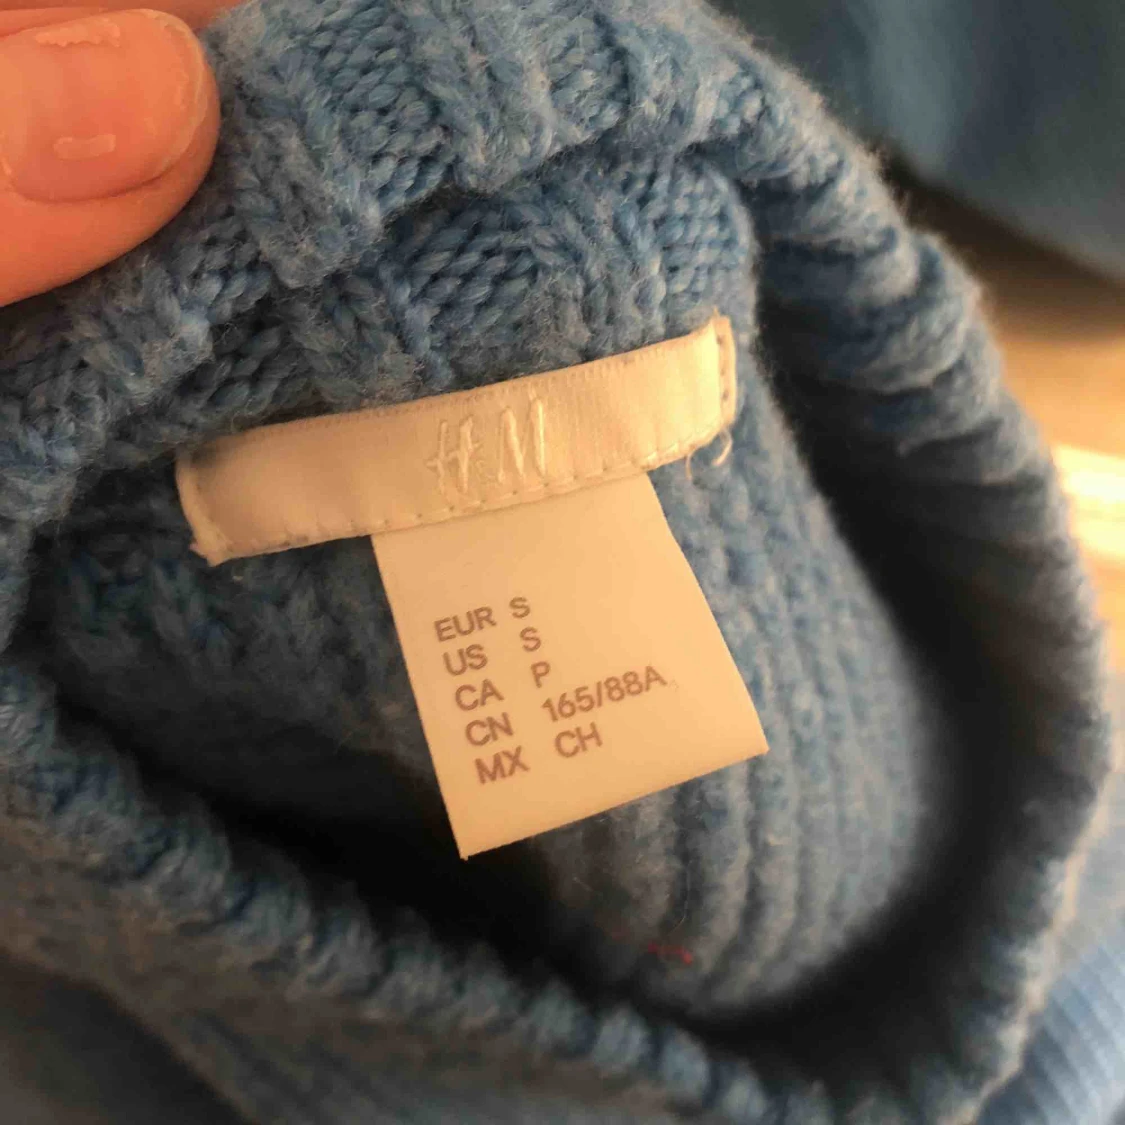 H&M
EUR S
US S
CA P
CN 165/88A
MX CH